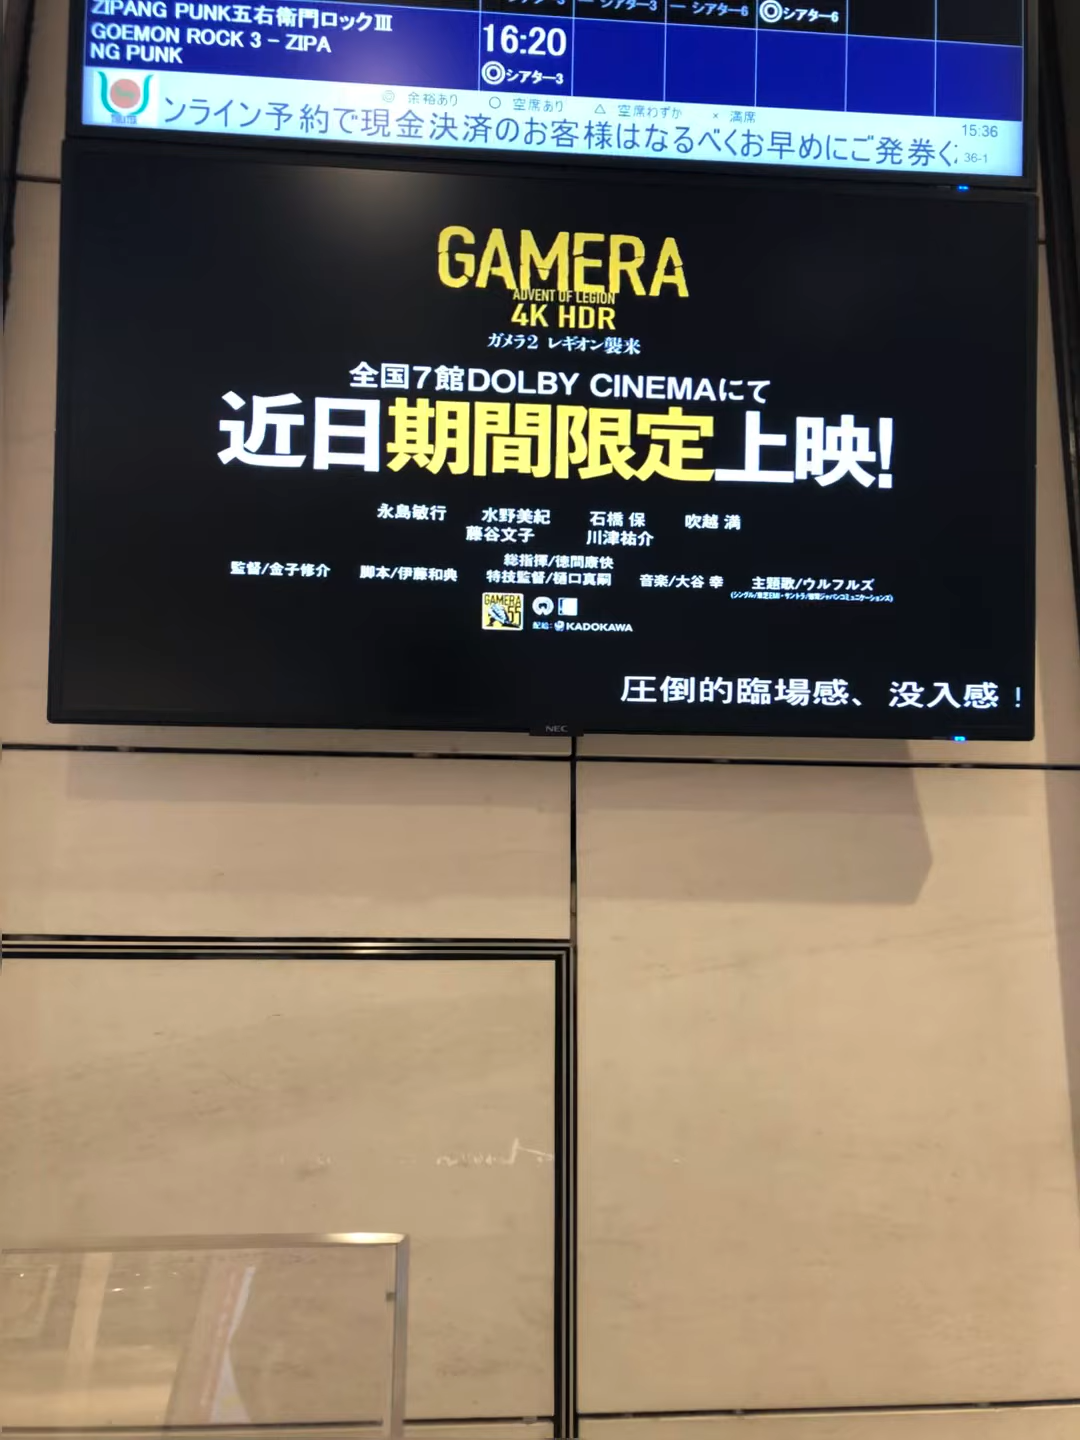 ZIPANG PUNK五右衛門ロックⅢ
GOEMON ROCK 3 - ZIPA
NG PUNK
シアター3
シアター6
◎シアター6
16:20
◎シアター3
◎ 余裕あり ○ 空席あり △ 空席わずか × 満席
ンライン予約で現金決済のお客様はなるべくお早めにご発券く
15:36
36-1
GAMERA
ADVENT OF LEGION
4K HDR
ガメラ2 レギオン襲来
全国7館DOLBY CINEMAにて
近日期間限定上映!
永島敏行 水野美紀 石橋 保 吹越 満
藤谷文子 川津祐介
総指揮/徳間康快
監督/金子修介 脚本/伊藤和典 特技監督/樋口真嗣 音楽/大谷 幸 主題歌/ウルフルズ
GAMERA
55
配給: KADOKAWA
圧倒的臨場感、没入感!
NEC